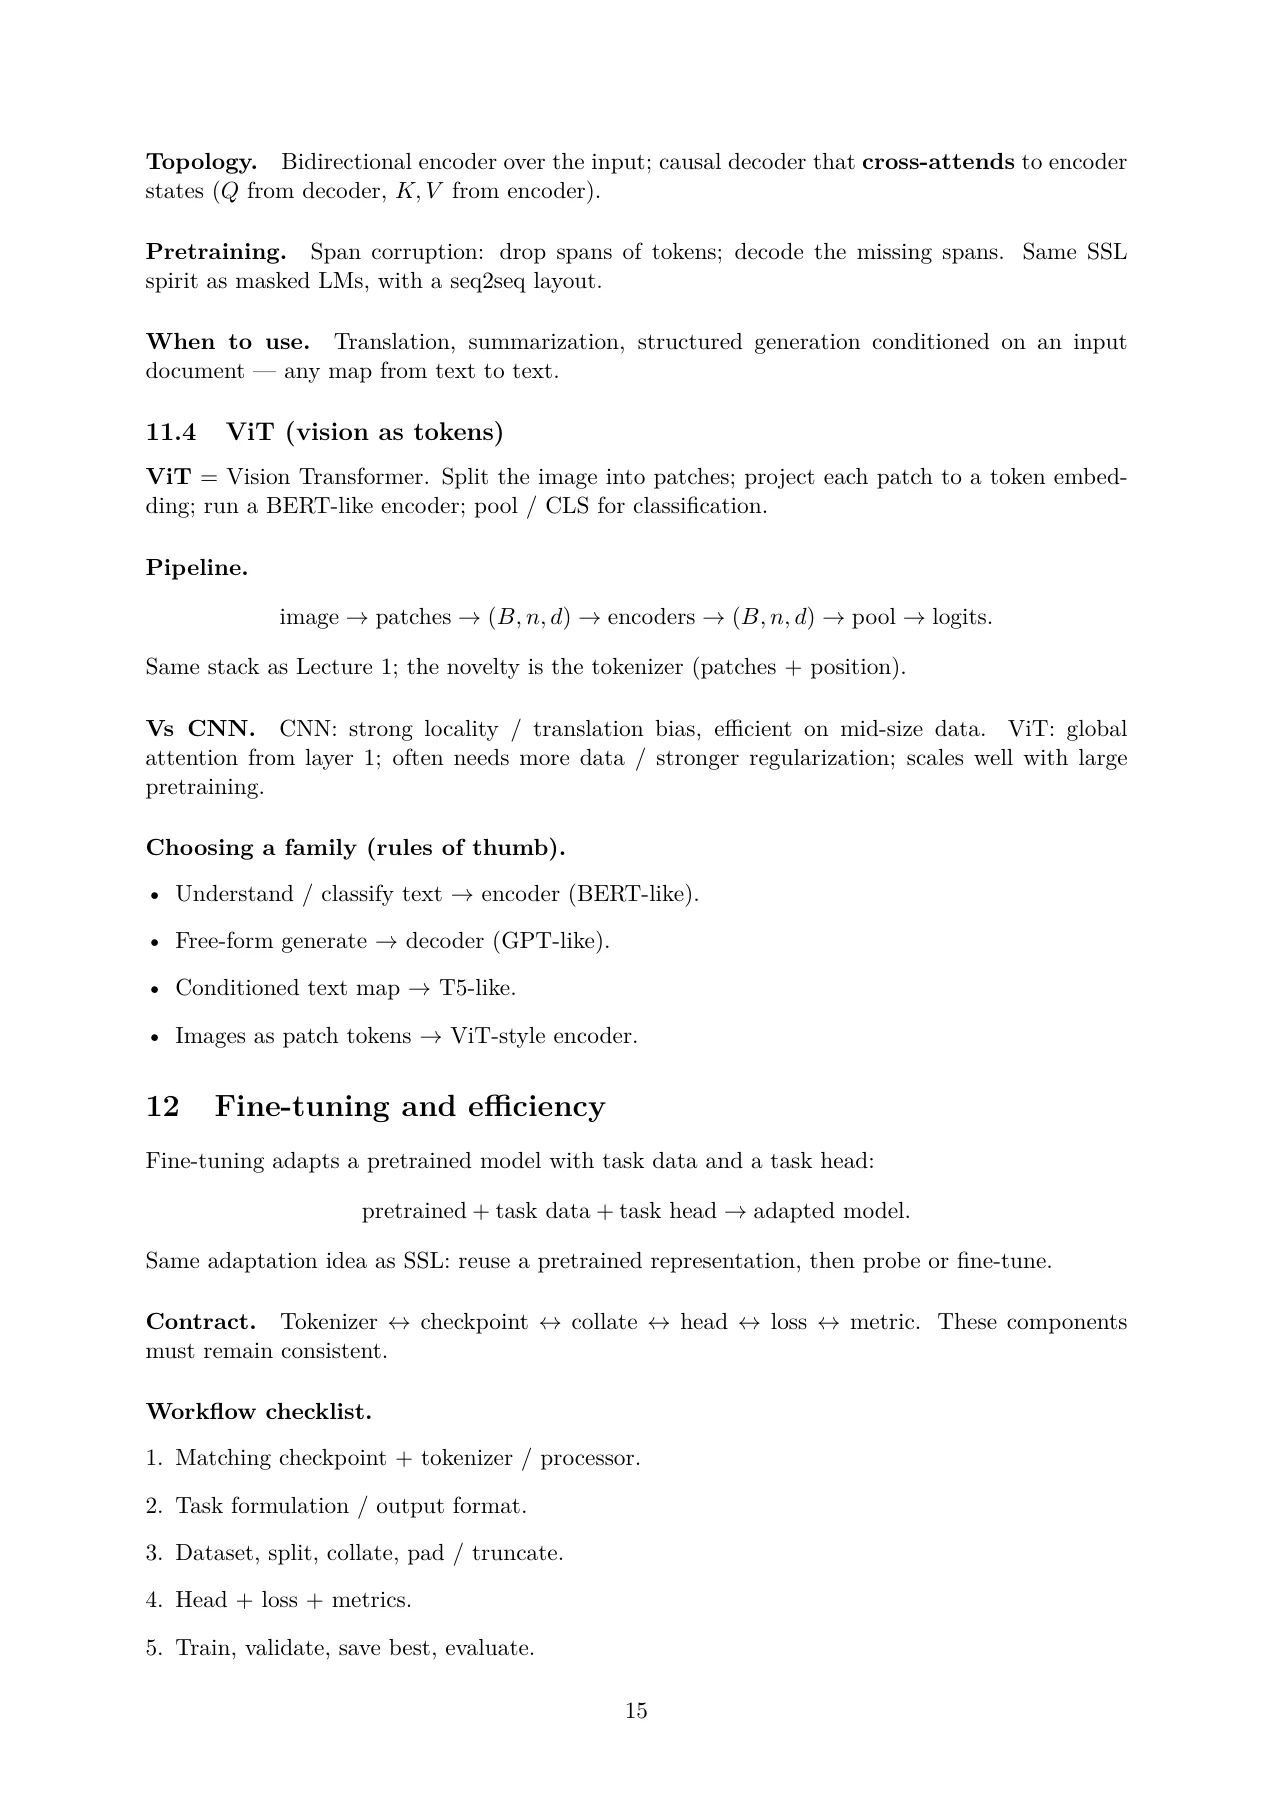 Topology. Bidirectional encoder over the input; causal decoder that cross-attends to encoder
states (Q from decoder, K, V from encoder).
Pretraining. Span corruption: drop spans of tokens; decode the missing spans. Same SSL
spirit as masked LMs, with a seq2seq layout.
When to use. Translation, summarization, structured generation conditioned on an input
document — any map from text to text.
11.4 ViT (vision as tokens)
ViT = Vision Transformer. Split the image into patches; project each patch to a token embed-
ding; run a BERT-like encoder; pool / CLS for classification.
Pipeline.
image → patches → (B, n, d) → encoders → (B, n, d) → pool → logits.
Same stack as Lecture 1; the novelty is the tokenizer (patches + position).
Vs CNN. CNN: strong locality / translation bias, efficient on mid-size data. ViT: global
attention from layer 1; often needs more data / stronger regularization; scales well with large
pretraining.
Choosing a family (rules of thumb).
• Understand / classify text → encoder (BERT-like).
• Free-form generate → decoder (GPT-like).
• Conditioned text map → T5-like.
• Images as patch tokens → ViT-style encoder.
12 Fine-tuning and efficiency
Fine-tuning adapts a pretrained model with task data and a task head:
pretrained + task data + task head → adapted model.
Same adaptation idea as SSL: reuse a pretrained representation, then probe or fine-tune.
Contract. Tokenizer ↔ checkpoint ↔ collate ↔ head ↔ loss ↔ metric. These components
must remain consistent.
Workflow checklist.
1. Matching checkpoint + tokenizer / processor.
2. Task formulation / output format.
3. Dataset, split, collate, pad / truncate.
4. Head + loss + metrics.
5. Train, validate, save best, evaluate.
15